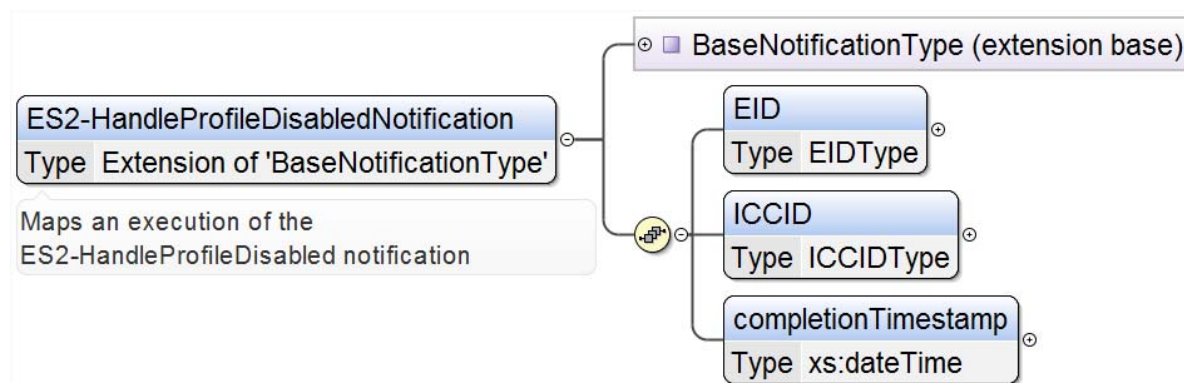 BaseNotificationType (extension base)
ES2-HandleProfileDisabledNotification
Type Extension of 'BaseNotificationType'
Maps an execution of the
ES2-HandleProfileDisabled notification
EID
Type EIDType
ICCID
Type ICCIDType
completionTimestamp
Type xs:dateTime